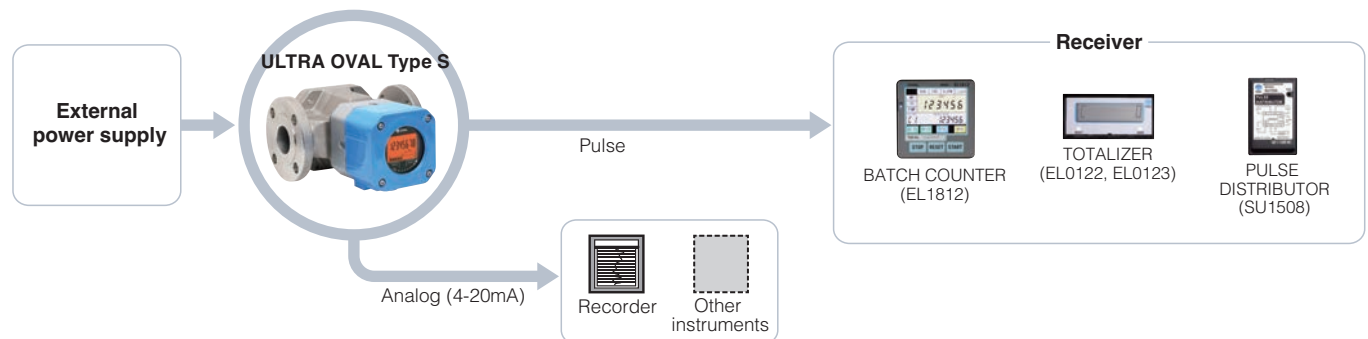 External
power supply
ULTRA OVAL Type S
Pulse
Analog (4-20mA)
Recorder
Other
instruments
Receiver
123456
123456
STOP RESET START
BATCH COUNTER
(EL1812)
TOTALIZER
(EL0122, EL0123)
PULSE
DISTRIBUTOR
(SU1508)